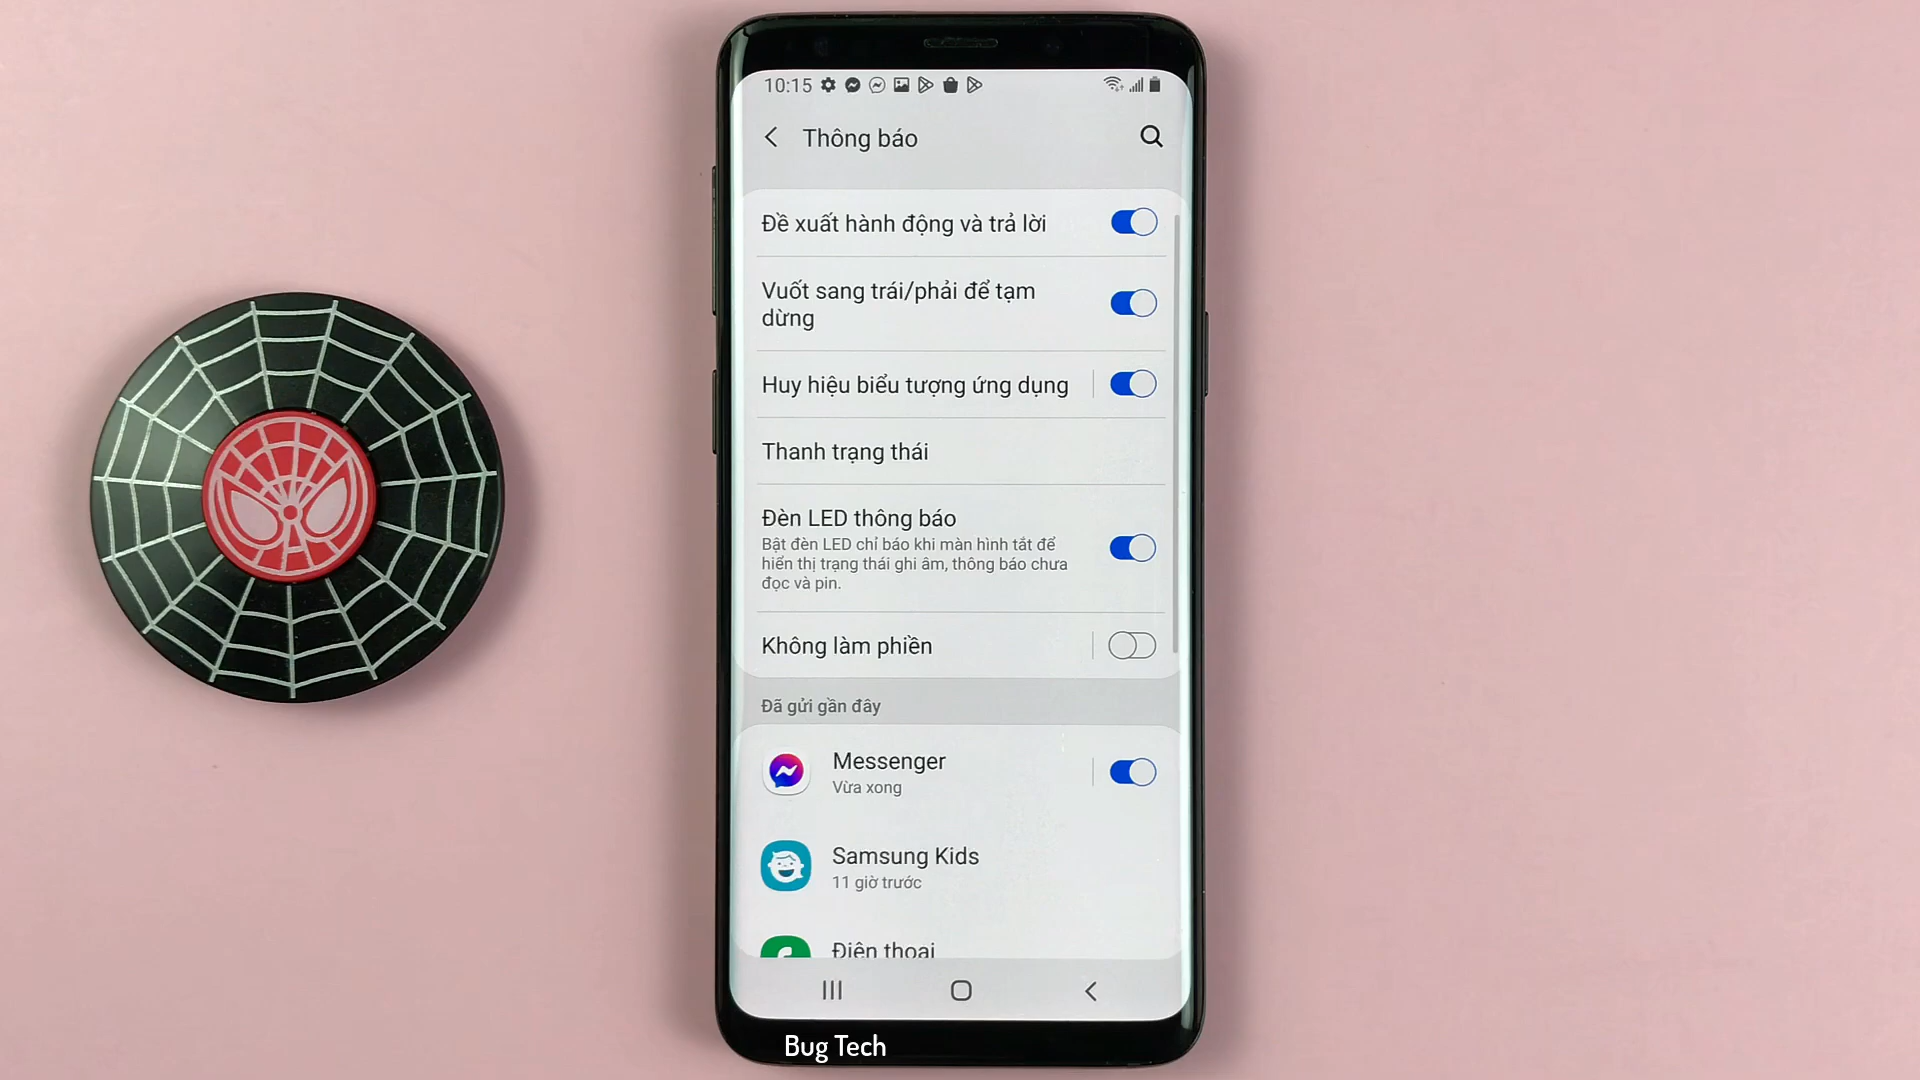 10:15
Thông báo
Đề xuất hành động và trả lời
Vuốt sang trái/phải để tạm
dừng
Huy hiệu biểu tượng ứng dụng
Thanh trạng thái
Đèn LED thông báo
Bật đèn LED chỉ báo khi màn hình tắt để
hiển thị trạng thái ghi âm, thông báo chưa
đọc và pin.
Không làm phiền
Đã gửi gần đây
Messenger
Vừa xong
Samsung Kids
11 giờ trước
Điện thoại
Bug Tech